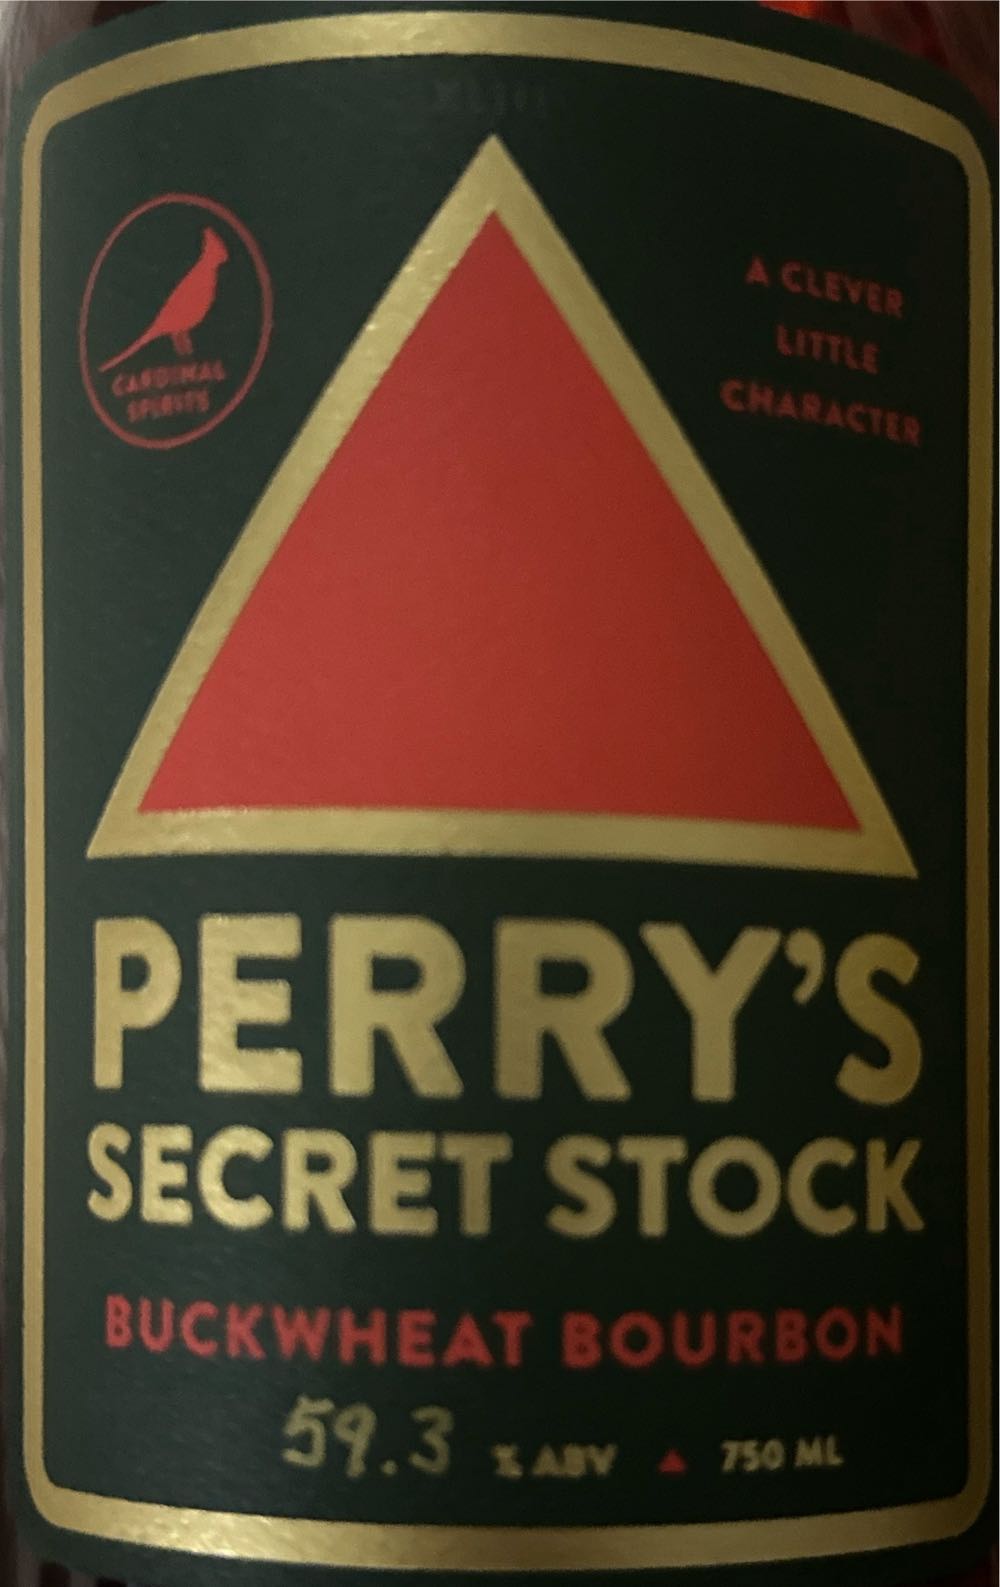 CARDINAL
SPIRITS
A CLEVER
LITTLE
CHARACTER
PERRY'S
SECRET STOCK
BUCKWHEAT BOURBON
59.3 % ABV ▲ 750 ML